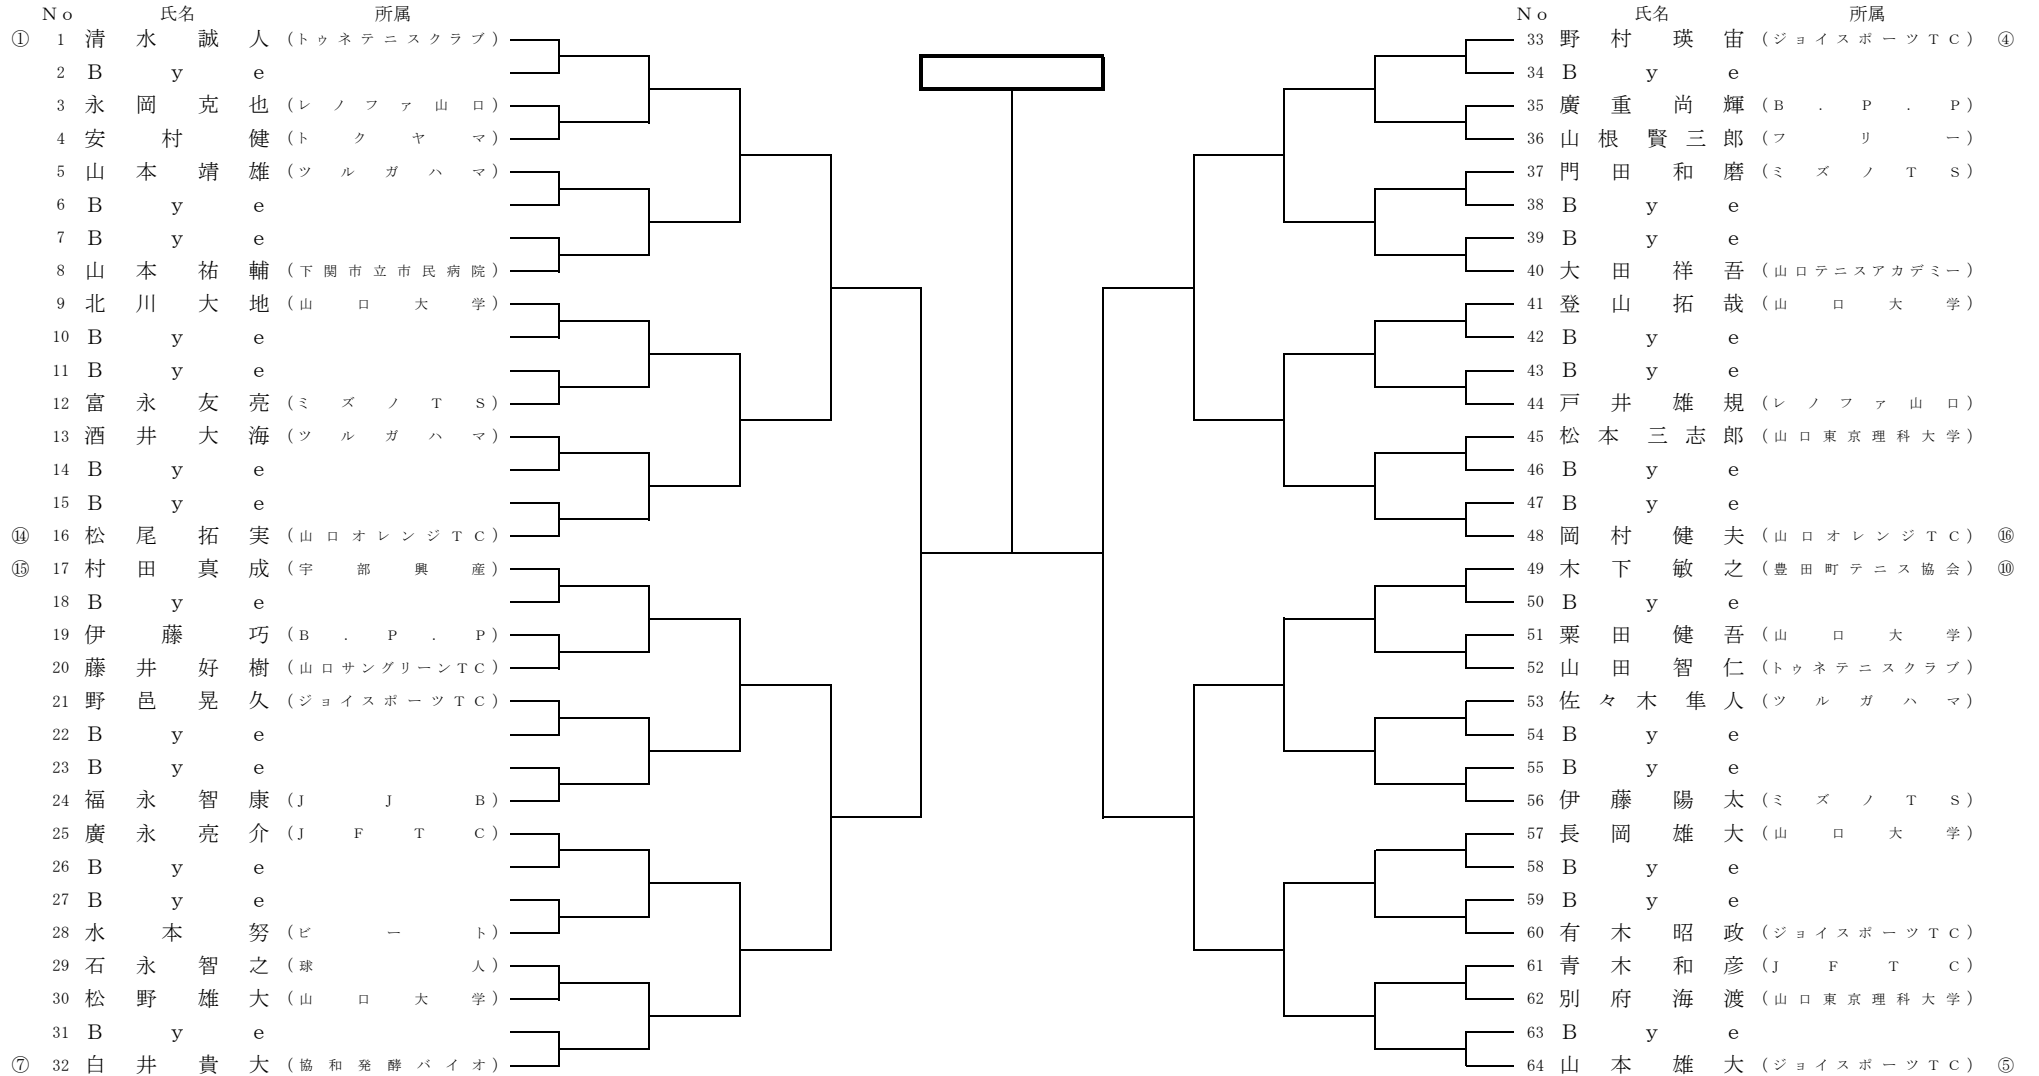 No 氏名 所属
① 1 清水誠人 (トゥネテニスクラブ)
2 Bye
3 永岡克也 (レノファ山口)
4 安村健 (トクヤマ)
5 山本靖雄 (ツルガハマ)
6 Bye
7 Bye
8 山本祐輔 (下関市立市民病院)
9 北川大地 (山口大学)
10 Bye
11 Bye
12 富永友亮 (ミズノTS)
13 酒井大海 (ツルガハマ)
14 Bye
15 Bye
⑭ 16 松尾拓実 (山口オレンジTC)
⑮ 17 村田真成 (宇部興産)
18 Bye
19 伊藤巧 (B.P.P)
20 藤井好樹 (山口サングリーンTC)
21 野邑晃久 (ジョイスポーツTC)
22 Bye
23 Bye
24 福永智康 (JJB)
25 廣永亮介 (JFTC)
26 Bye
27 Bye
28 水本努 (ビート)
29 石永智之 (球人)
30 松野雄大 (山口大学)
31 Bye
⑦ 32 白井貴大 (協和発酵バイオ)
No 氏名 所属
33 野村瑛宙 (ジョイスポーツTC) ④
34 Bye
35 廣重尚輝 (B.P.P)
36 山根賢三郎 (フリー)
37 門田和磨 (ミズノTS)
38 Bye
39 Bye
40 大田祥吾 (山口テニスアカデミー)
41 登山拓哉 (山口大学)
42 Bye
43 Bye
44 戸井雄規 (レノファ山口)
45 松本三志郎 (山口東京理科大学)
46 Bye
47 Bye
48 岡村健夫 (山口オレンジTC) ⑯
49 木下敏之 (豊田町テニス協会) ⑩
50 Bye
51 粟田健吾 (山口大学)
52 山田智仁 (トゥネテニスクラブ)
53 佐々木隼人 (ツルガハマ)
54 Bye
55 Bye
56 伊藤陽太 (ミズノTS)
57 長岡雄大 (山口大学)
58 Bye
59 Bye
60 有木昭政 (ジョイスポーツTC)
61 青木和彦 (JFTC)
62 別府海渡 (山口東京理科大学)
63 Bye
64 山本雄大 (ジョイスポーツTC) ⑤